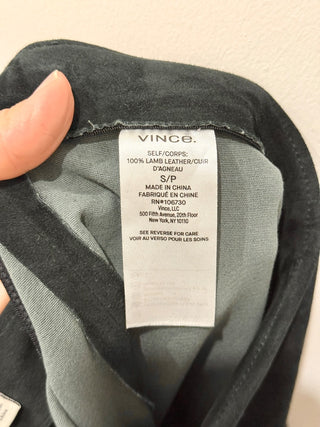 VINCE.
SELF/CORPS:
100% LAMB LEATHER/CUIR
D'AGNEAU
S/P
MADE IN CHINA
FABRIQUÉ EN CHINE
RN#106730
Vince, LLC
500 Fifth Avenue, 20th Floor
New York, NY 10110
SEE REVERSE FOR CARE
VOIR AU VERSO POUR LES SOINS